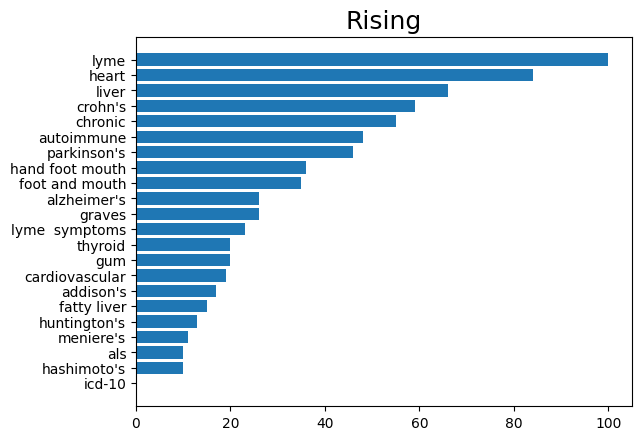 Rising
lyme
heart
liver
crohn's
chronic
autoimmune
parkinson's
hand foot mouth
foot and mouth
alzheimer's
graves
lyme  symptoms
thyroid
gum
cardiovascular
addison's
fatty liver
huntington's
meniere's
als
hashimoto's
icd-10
0 20 40 60 80 100